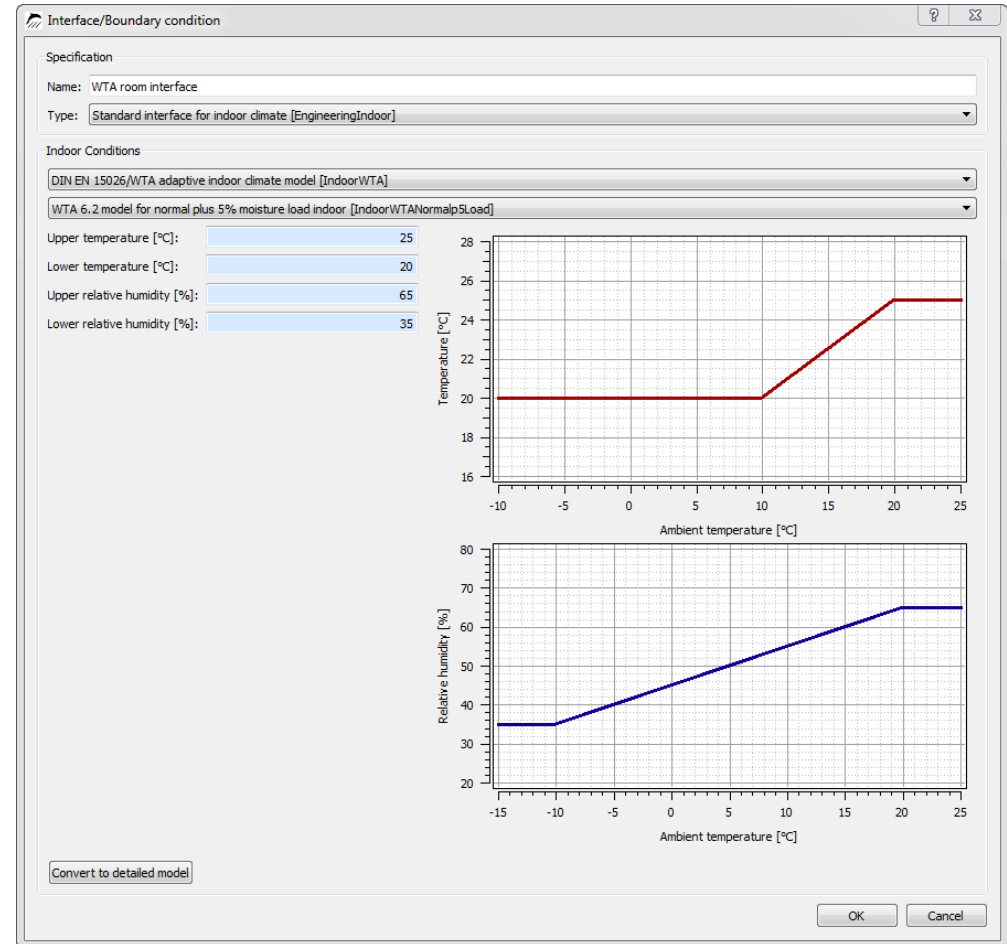 Interface/Boundary condition
Specification
Name: WTA room interface
Type: Standard interface for indoor climate [EngineeringIndoor]
Indoor Conditions
DIN EN 15026/WTA adaptive indoor climate model [IndoorWTA]
WTA 6.2 model for normal plus 5% moisture load indoor [IndoorWTANormalp5Load]
Upper temperature [°C]: 25
Lower temperature [°C]: 20
Upper relative humidity [%]: 65
Lower relative humidity [%]: 35
28
26
24
22
20
18
16
Temperature [°C]
-10 -5 0 5 10 15 20 25
Ambient temperature [°C]
80
70
60
50
40
30
20
Relative humidity [%]
-15 -10 -5 0 5 10 15 20 25
Ambient temperature [°C]
Convert to detailed model
OK Cancel